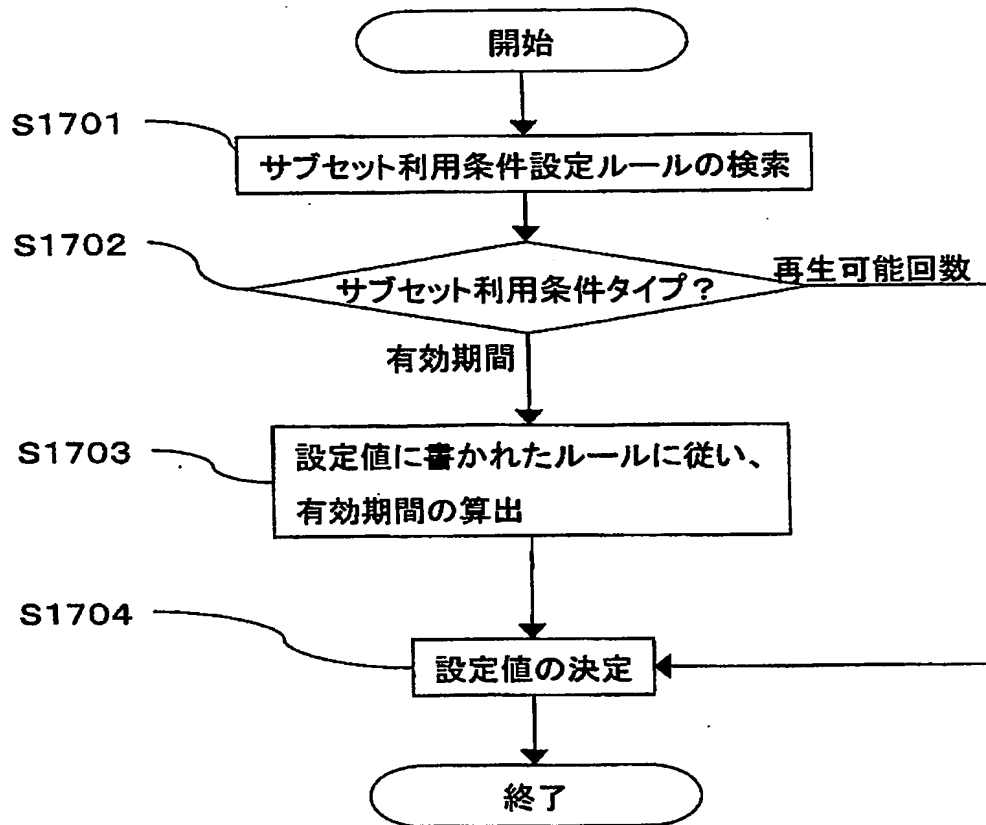 開始
S1701
サブセット利用条件設定ルールの検索
S1702
サブセット利用条件タイプ？
再生可能回数
有効期間
S1703
設定値に書かれたルールに従い、
有効期間の算出
S1704
設定値の決定
終了